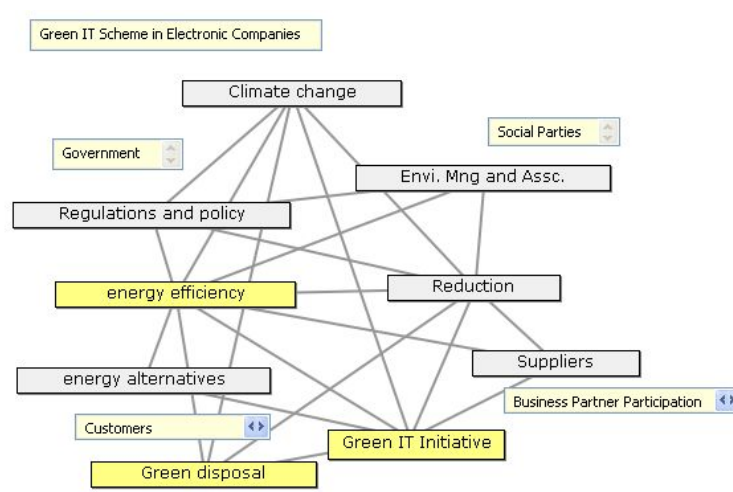 Green IT Scheme in Electronic Companies
Climate change
Social Parties
Government
Envi. Mng and Assc.
Regulations and policy
energy efficiency
Reduction
Suppliers
energy alternatives
Business Partner Participation
Customers
Green IT Initiative
Green disposal